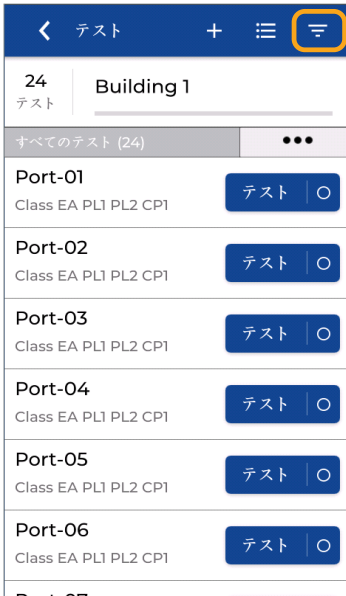 テスト
24
テスト
Building 1
すべてのテスト (24)
Port-01
Class EA PL1 PL2 CP1
テスト
Port-02
Class EA PL1 PL2 CP1
テスト
Port-03
Class EA PL1 PL2 CP1
テスト
Port-04
Class EA PL1 PL2 CP1
テスト
Port-05
Class EA PL1 PL2 CP1
テスト
Port-06
Class EA PL1 PL2 CP1
テスト